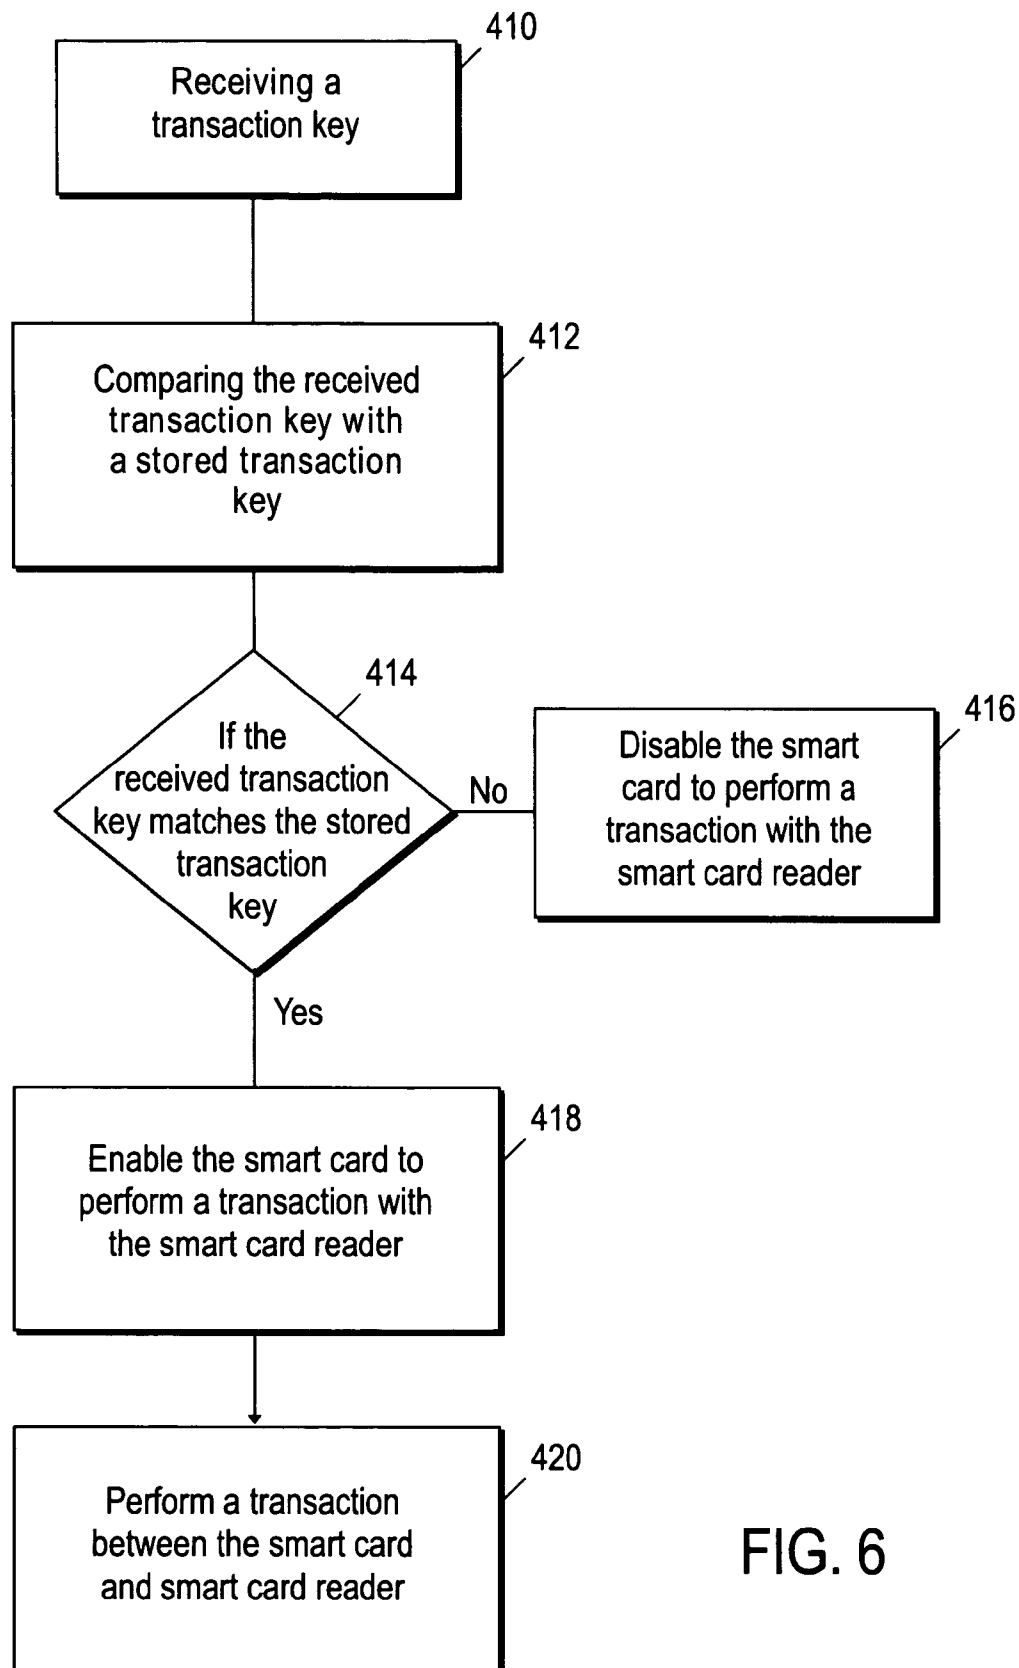 410
Receiving a
transaction key
412
Comparing the received
transaction key with
a stored transaction
key
414
If the
received transaction
key matches the stored
transaction
key
No
416
Disable the smart
card to perform a
transaction with the
smart card reader
Yes
418
Enable the smart card to
perform a transaction with
the smart card reader
420
Perform a transaction
between the smart card
and smart card reader
FIG. 6